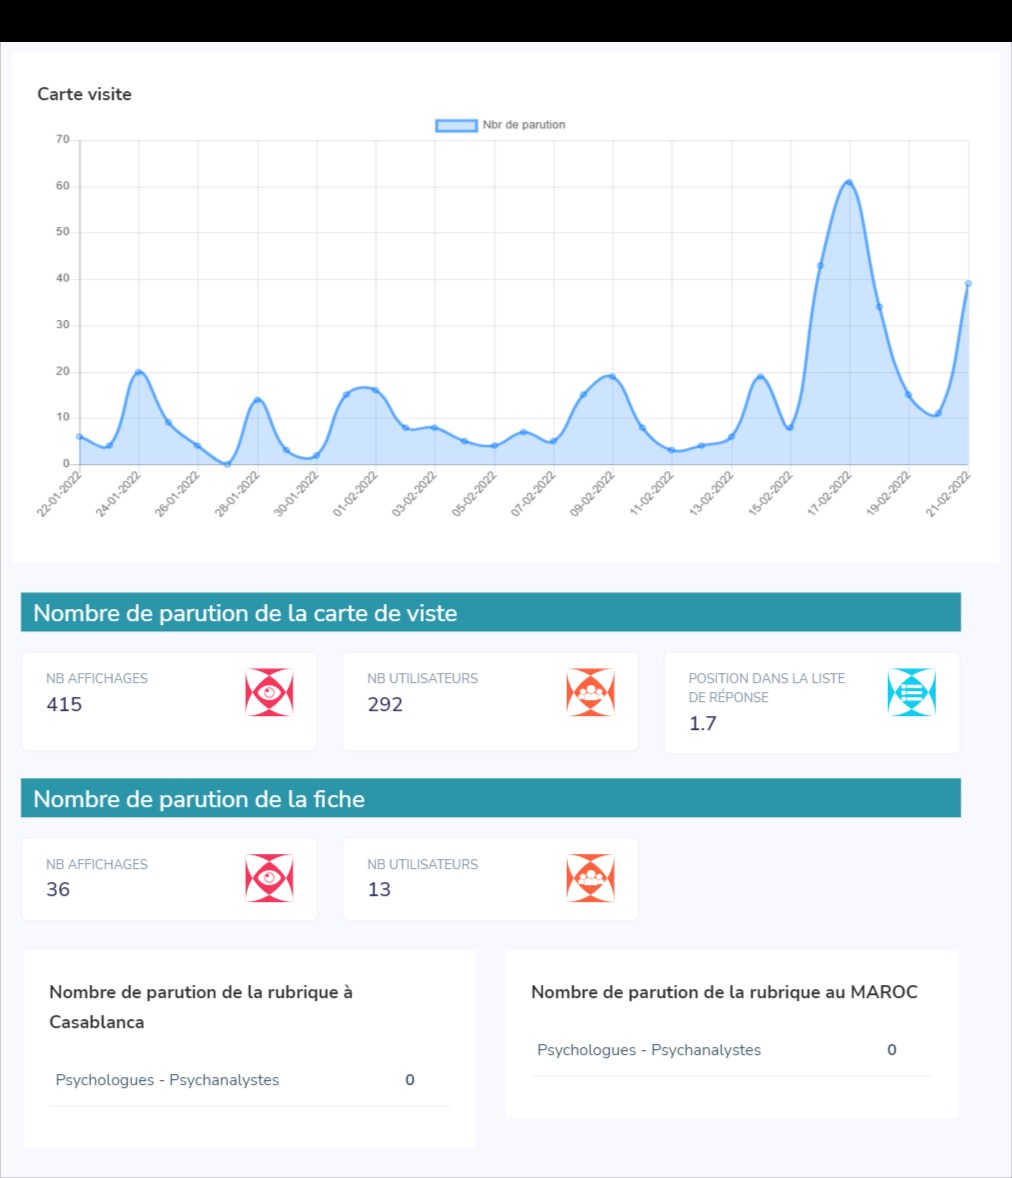 Carte visite
Nbr de parution
70
60
50
40
30
20
10
0
22-01-2022
24-01-2022
26-01-2022
28-01-2022
30-01-2022
01-02-2022
03-02-2022
05-02-2022
07-02-2022
09-02-2022
11-02-2022
13-02-2022
15-02-2022
17-02-2022
19-02-2022
21-02-2022
Nombre de parution de la carte de viste
NB AFFICHAGES
415
NB UTILISATEURS
292
POSITION DANS LA LISTE
DE RÉPONSE
1.7
Nombre de parution de la fiche
NB AFFICHAGES
36
NB UTILISATEURS
13
Nombre de parution de la rubrique à
Casablanca
Psychologues - Psychanalystes 0
Nombre de parution de la rubrique au MAROC
Psychologues - Psychanalystes 0